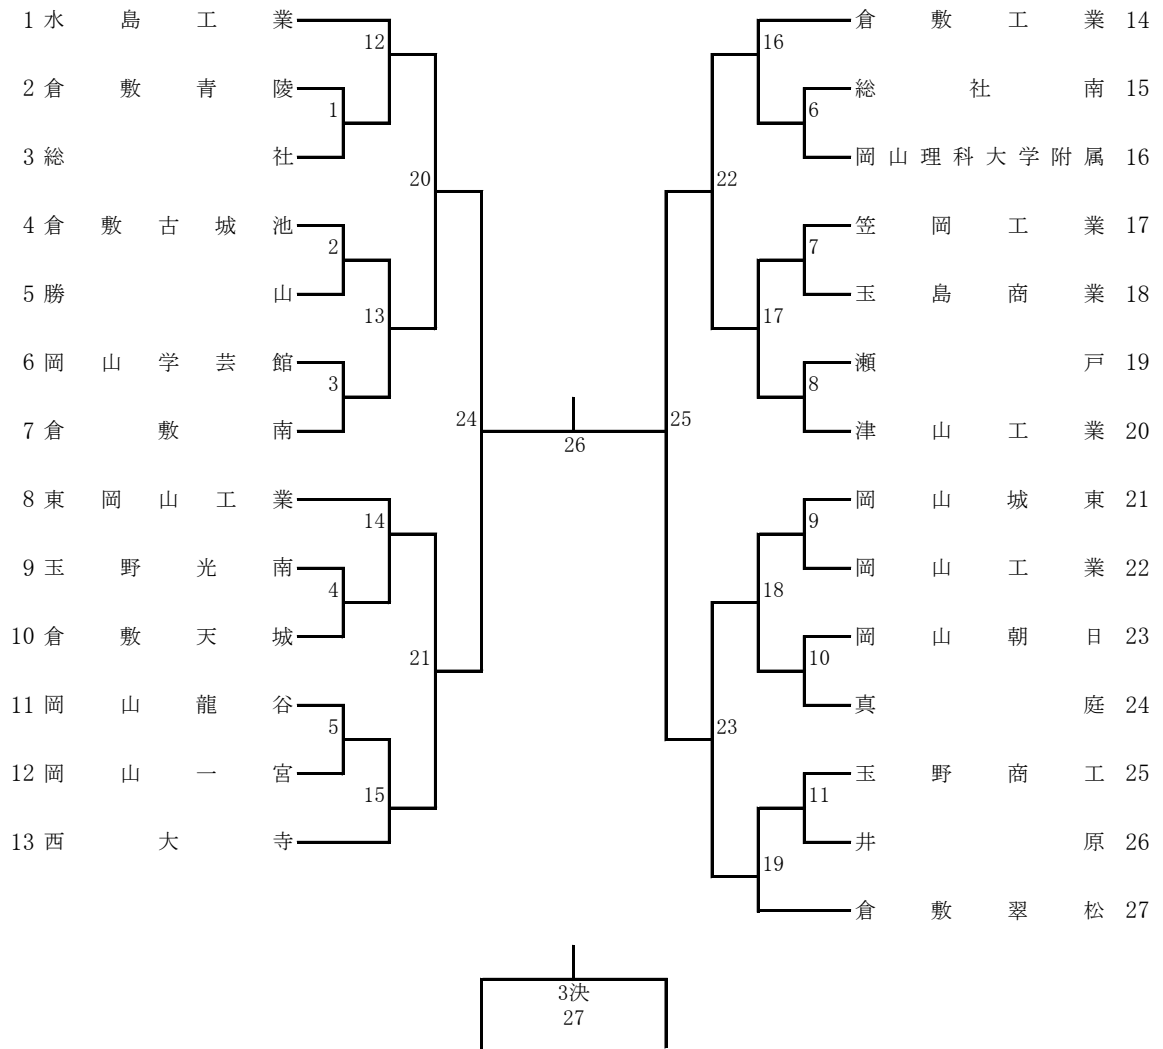 1 水島工業
2 倉敷青陵
3 総社
4 倉敷古城池
5 勝山
6 岡山学芸館
7 倉敷南
8 東岡山工業
9 玉野光南
10 倉敷天城
11 岡山龍谷
12 岡山一宮
13 西大寺
12
1
20
2
13
3
24
14
4
21
5
15
26
16
6
22
7
17
8
25
9
18
10
23
11
19
倉敷工業 14
総社南 15
岡山理科大学附属 16
笠岡工業 17
玉島商業 18
瀬戸 19
津山工業 20
岡山城東 21
岡山工業 22
岡山朝日 23
真庭 24
玉野商工 25
井原 26
倉敷翠松 27
3決
27